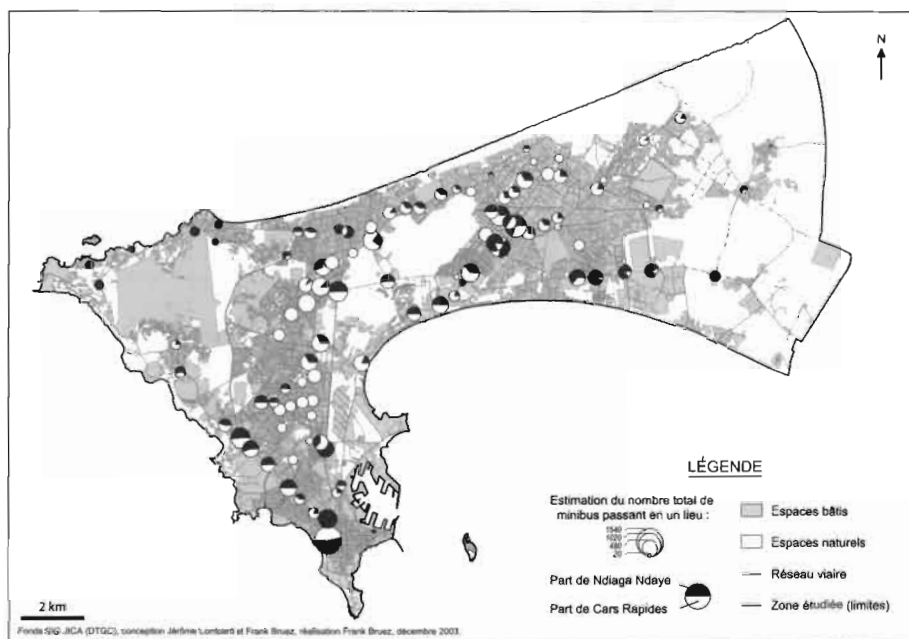 N
LÉGENDE
Estimation du nombre total de
minibus passant en un lieu :
1540
1020
480
20
Part de Ndiaga Ndaye
Part de Cars Rapides
Espaces bâtis
Espaces naturels
Réseau viaire
Zone étudiée (limites)
2 km
Fonds SIG JICA (DTGC), conception Jérôme Lombard et Frank Bruez, réalisation Frank Bruez, décembre 2003.